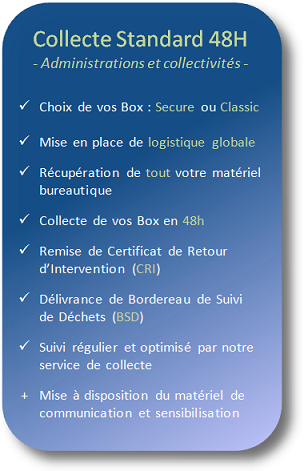 Collecte Standard 48H
- Administrations et collectivités -
✓ Choix de vos Box : Secure ou Classic
✓ Mise en place de logistique globale
✓ Récupération de tout votre matériel
bureautique
✓ Collecte de vos Box en 48h
✓ Remise de Certificat de Retour
d'Intervention (CRI)
✓ Délivrance de Bordereau de Suivi
de Déchets (BSD)
✓ Suivi régulier et optimisé par notre
service de collecte
+ Mise à disposition du matériel de
communication et sensibilisation